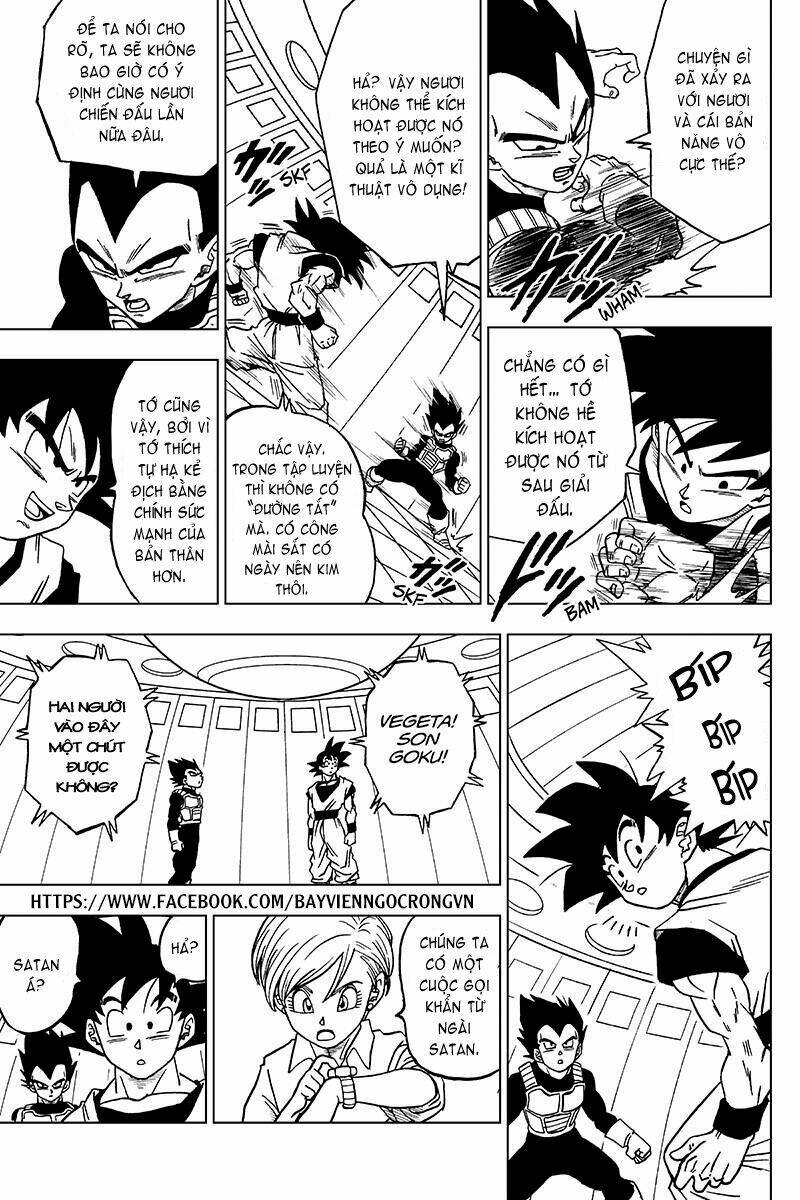 CHUYỆN GÌ
ĐÃ XẢY RA
VỚI NGƯƠI
VÀ CÁI BẢN
NĂNG VÔ
CỰC THẾ?
WHAM
CHẲNG CÓ GÌ
HẾT... TỚ
KHÔNG HỀ
KÍCH HOẠT
ĐƯỢC NÓ TỪ
SAU GIẢI
ĐẤU.
BAM
HẢ? VẬY NGƯƠI
KHÔNG THỂ KÍCH
HOẠT ĐƯỢC NÓ
THEO Ý MUỐN?
QUẢ LÀ MỘT KĨ
THUẬT VÔ DỤNG!
ガッ
SKF
CHẮC VẬY.
TRONG TẬP LUYỆN
THÌ KHÔNG CÓ
"ĐƯỜNG TẮT"
MÀ. CÓ CÔNG
MÀI SẮT CÓ
NGÀY NÊN KIM
THÔI.
ガッ
SKF
ĐỂ TA NÓI CHO
RÕ, TA SẼ KHÔNG
BAO GIỜ CÓ Ý
ĐỊNH CÙNG NGƯƠI
CHIẾN ĐẤU LẦN
NỮA ĐÂU.
TỚ CŨNG
VẬY, BỞI VÌ
TỚ THÍCH
TỰ HẠ KẺ
ĐỊCH BẰNG
CHÍNH SỨC
MẠNH CỦA
BẢN THÂN
HƠN.
BÍP
BÍP
BÍP
VEGETA!
SON
GOKU!
HAI NGƯỜI
VÀO ĐÂY
MỘT CHÚT
ĐƯỢC
KHÔNG?
HTTPS://WWW.FACEBOOK.COM/BAYVIENNGOCRONGVN
CHÚNG TA
CÓ MỘT
CUỘC GỌI
KHẨN TỪ
NGÀI
SATAN.
HẢ?
SATAN
Á?